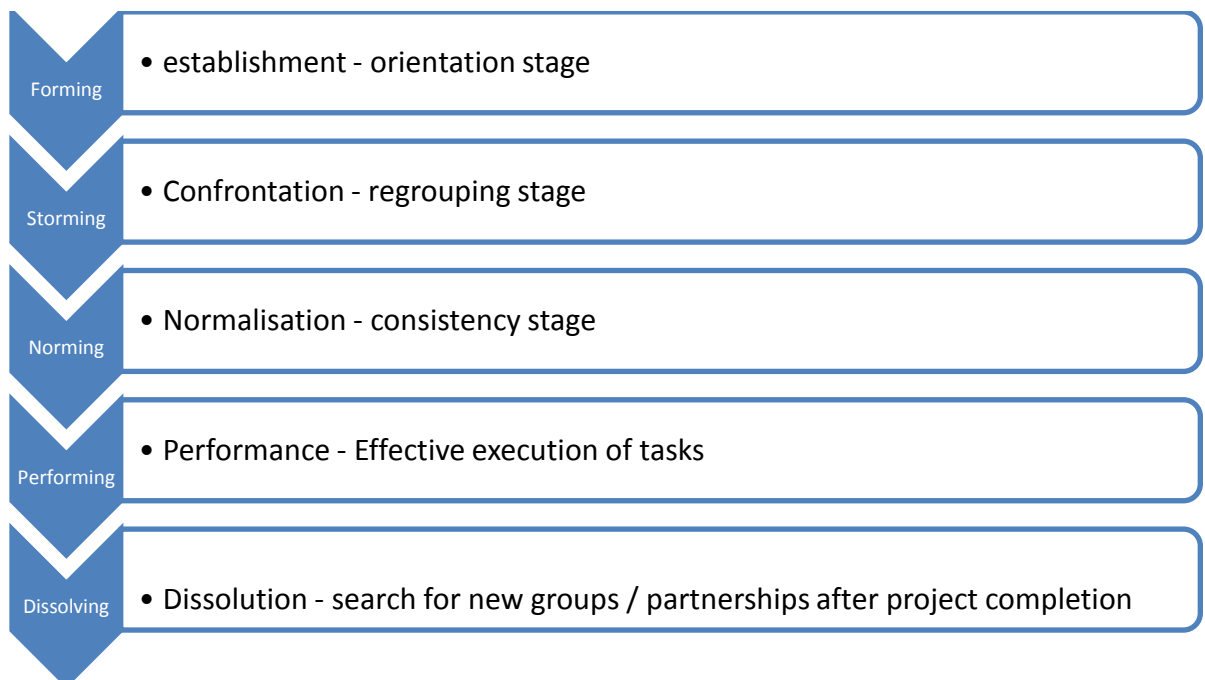 Forming
• establishment - orientation stage
Storming
• Confrontation - regrouping stage
Norming
• Normalisation - consistency stage
Performing
• Performance - Effective execution of tasks
Dissolving
• Dissolution - search for new groups / partnerships after project completion